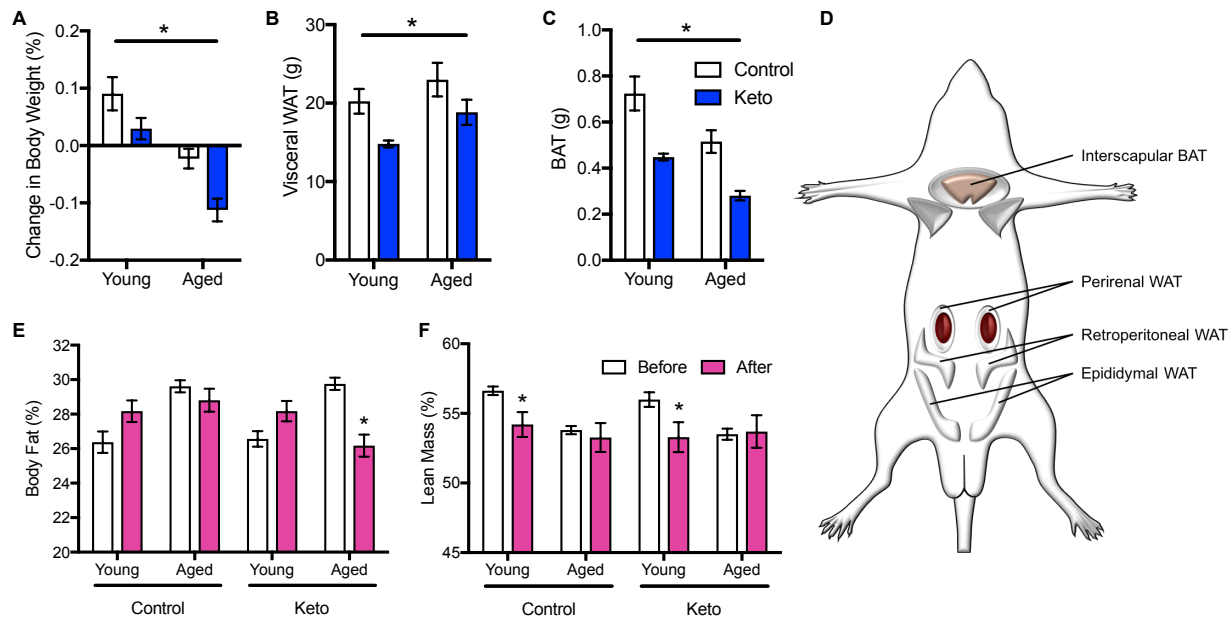 A
Change in Body Weight (%)
0.2
0.1
0.0
-0.1
-0.2
*
Young
Aged
B
Visceral WAT (g)
30
20
10
0
*
Young
Aged
C
BAT (g)
1.0
0.8
0.6
0.4
0.2
0.0
*
Control
Keto
Young
Aged
D
Interscapular BAT
Perirenal WAT
Retroperitoneal WAT
Epididymal WAT
E
Body Fat (%)
32
30
28
26
24
22
20
*
Young
Aged
Young
Aged
Control
Keto
F
Lean Mass (%)
60
55
50
45
Before
After
*
*
Young
Aged
Young
Aged
Control
Keto